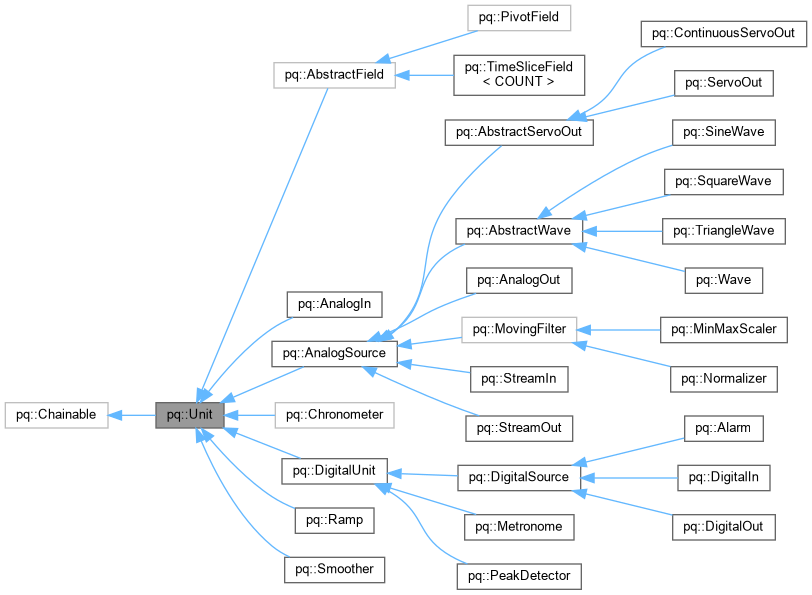 pq::PivotField
pq::ContinuousServoOut
pq::AbstractField
pq::TimeSliceField
< COUNT >
pq::ServoOut
pq::AbstractServoOut
pq::SineWave
pq::SquareWave
pq::AbstractWave
pq::TriangleWave
pq::AnalogOut
pq::Wave
pq::AnalogIn
pq::MovingFilter
pq::MinMaxScaler
pq::AnalogSource
pq::StreamIn
pq::Normalizer
pq::Chainable
pq::Unit
pq::Chronometer
pq::StreamOut
pq::Alarm
pq::DigitalUnit
pq::DigitalSource
pq::DigitalIn
pq::Ramp
pq::Metronome
pq::DigitalOut
pq::Smoother
pq::PeakDetector